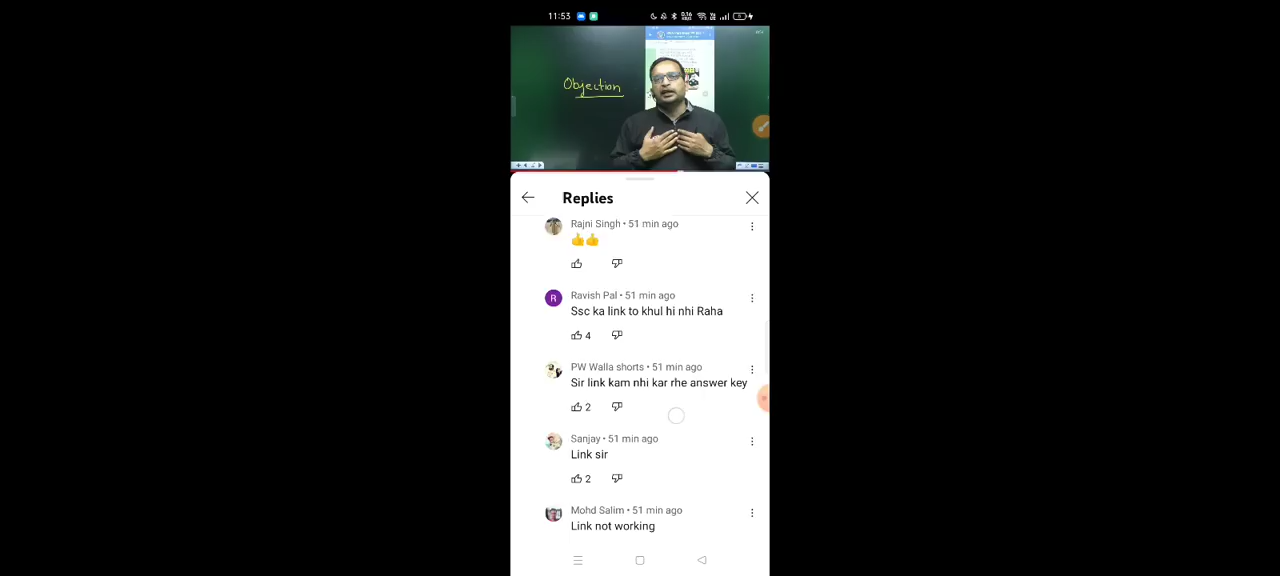 11:53
Objection
Replies
Rajni Singh • 51 min ago
👍👍
Ravish Pal • 51 min ago
Ssc ka link to khul hi nhi Raha
4
PW Walla shorts • 51 min ago
Sir link kam nhi kar rhe answer key
2
Sanjay • 51 min ago
Link sir
2
Mohd Salim • 51 min ago
Link not working